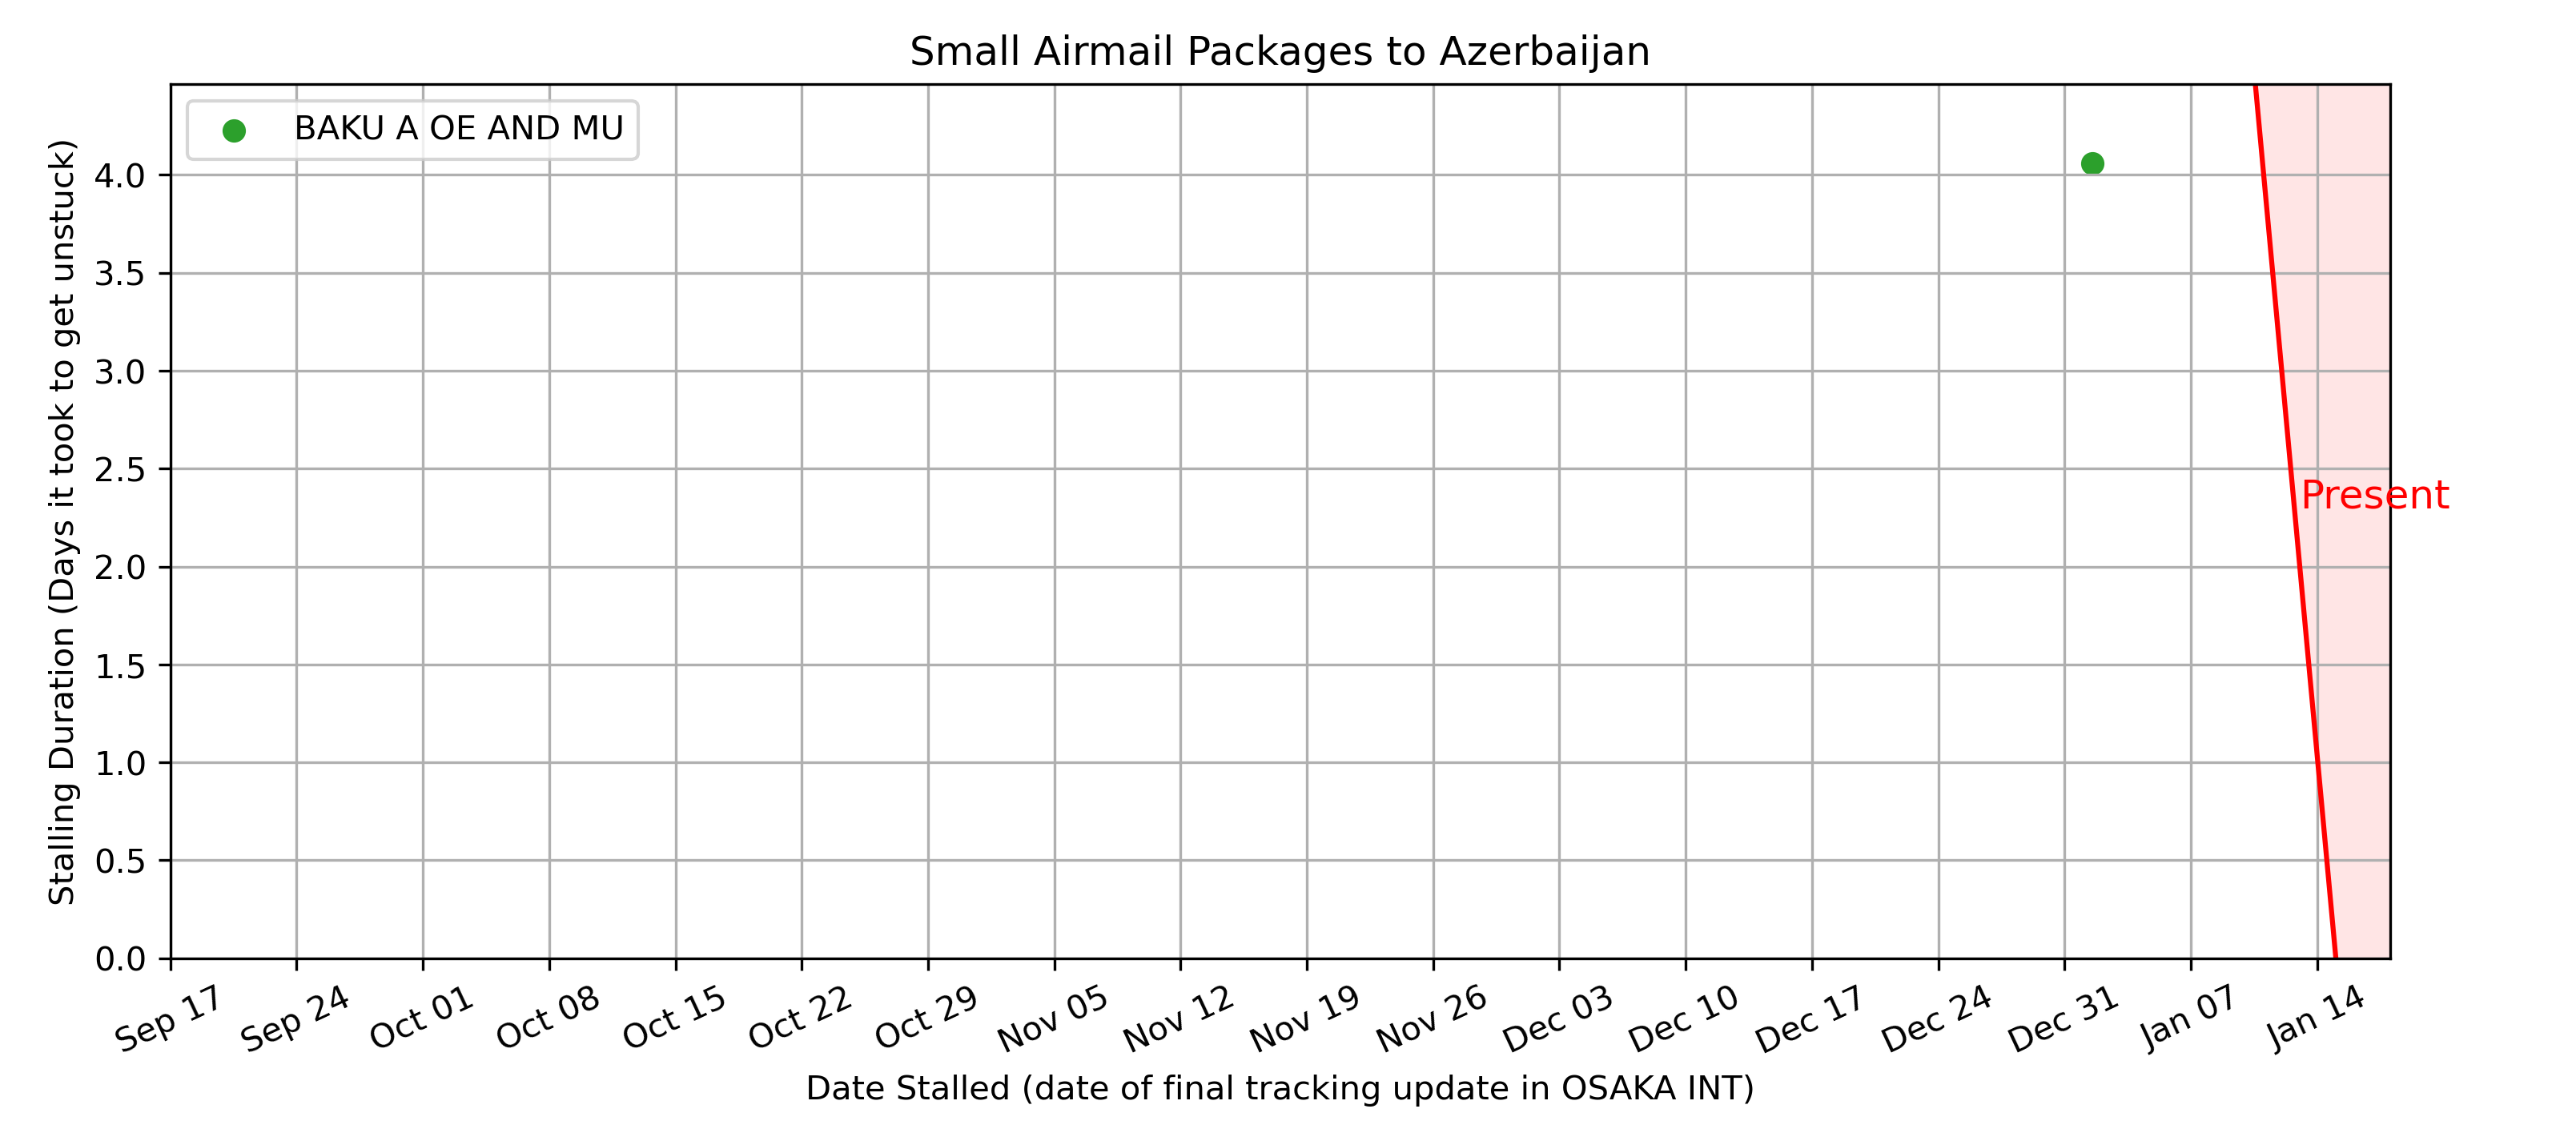 Small Airmail Packages to Azerbaijan
BAKU A OE AND MU
Stalling Duration (Days it took to get unstuck)
4.0
3.5
3.0
2.5
2.0
1.5
1.0
0.5
0.0
Present
Sep 17
Sep 24
Oct 01
Oct 08
Oct 15
Oct 22
Oct 29
Nov 05
Nov 12
Nov 19
Nov 26
Dec 03
Dec 10
Dec 17
Dec 24
Dec 31
Jan 07
Jan 14
Date Stalled (date of final tracking update in OSAKA INT)